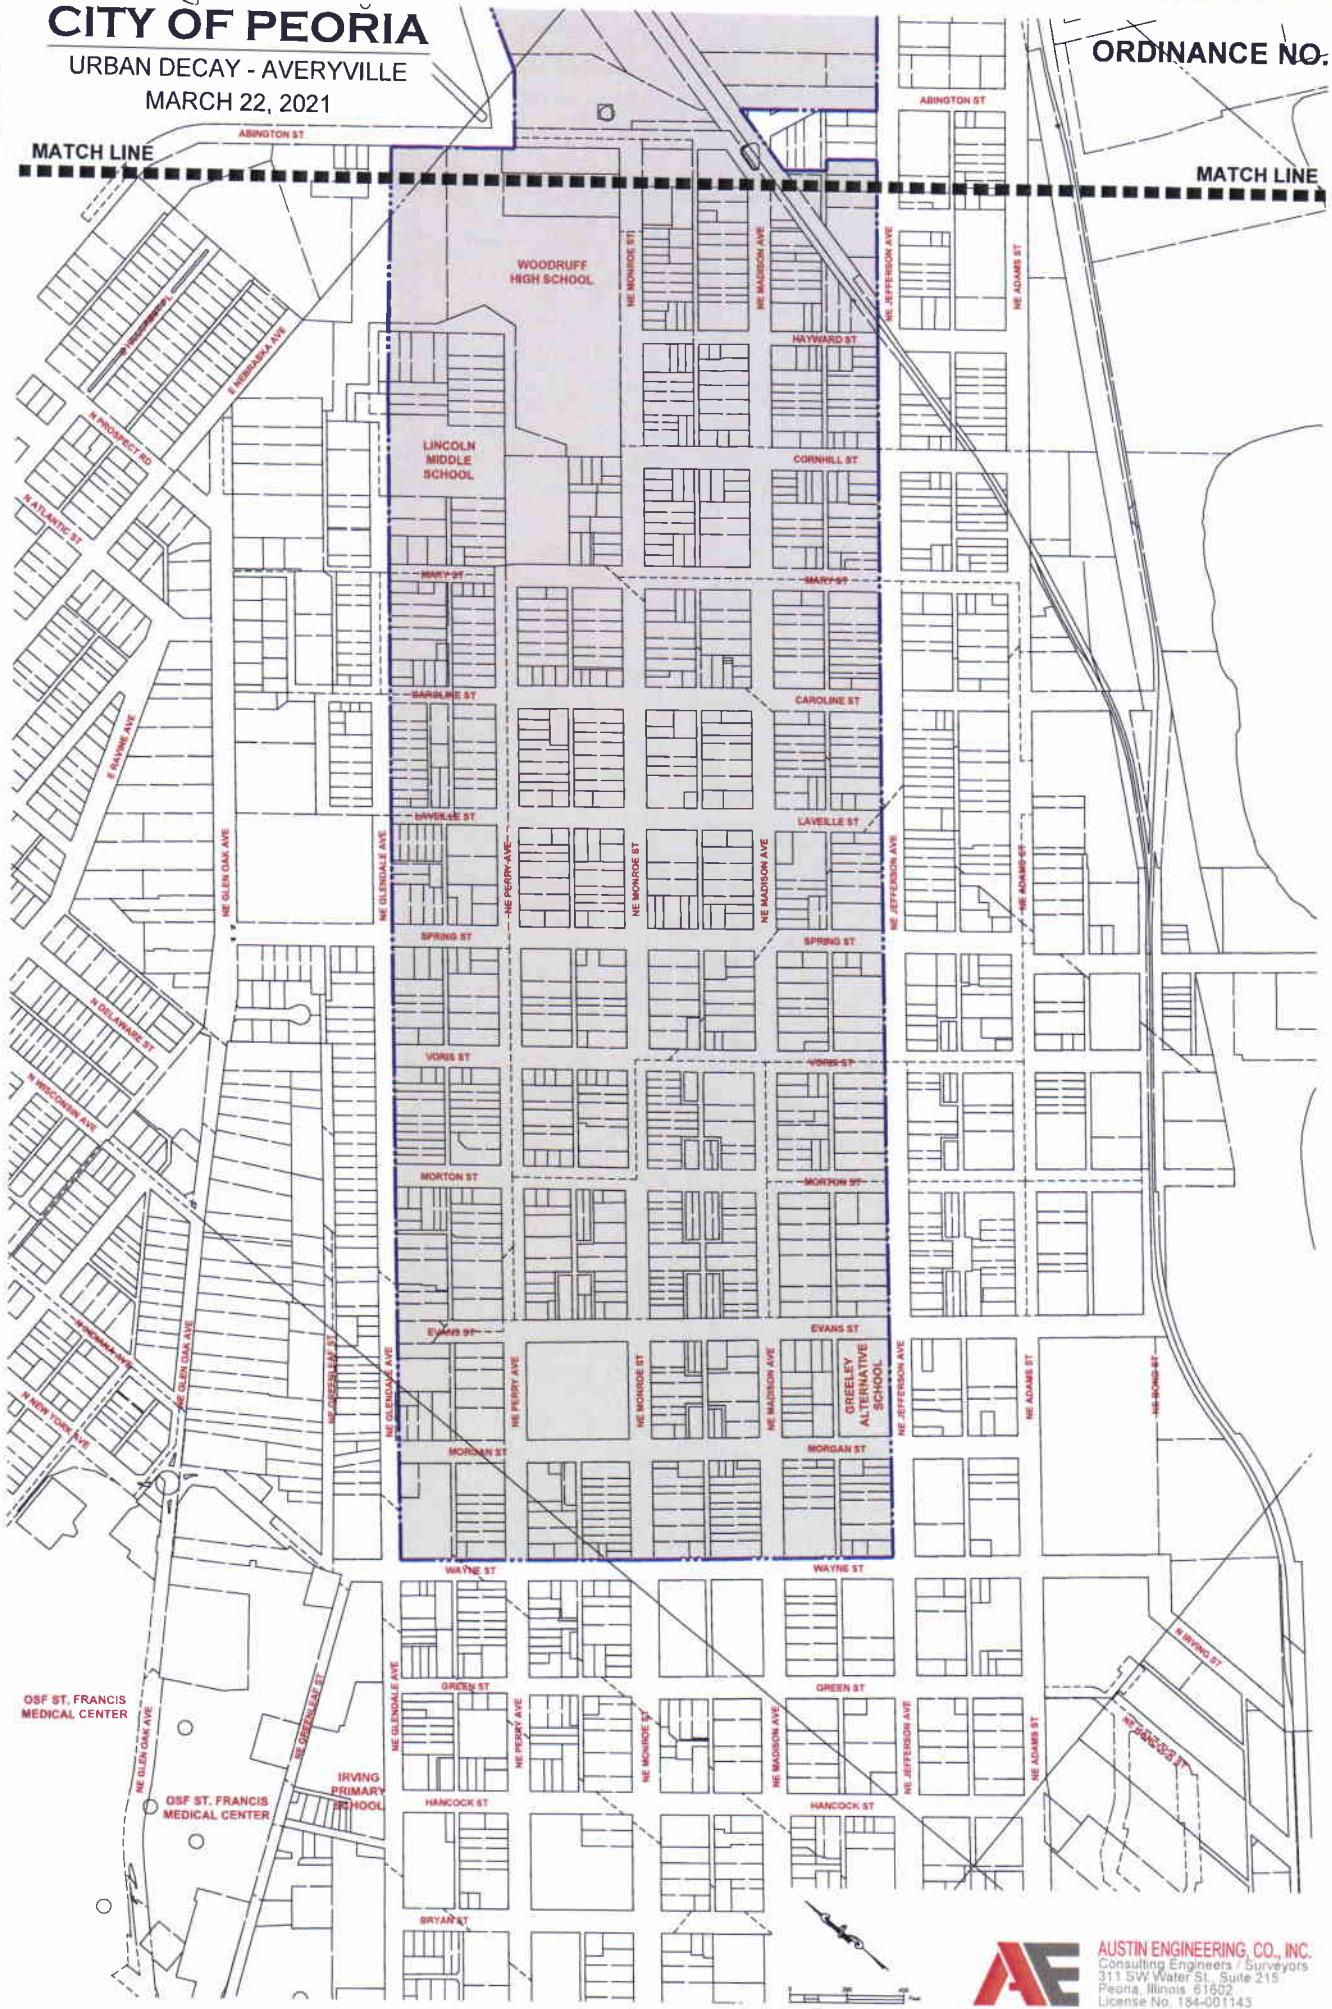 CITY OF PEORIA
URBAN DECAY - AVERYVILLE
MARCH 22, 2021
ORDINANCE NO.
ABINGTON ST
ABINGTON ST
MATCH LINE
MATCH LINE
WOODRUFF
HIGH SCHOOL
NE MONROE ST
NE MADISON AVE
NE JEFFERSON AVE
NE ADAMS ST
E NEBRASKA AVE
HAYWARD ST
N PROSPECT RD
LINCOLN
MIDDLE
SCHOOL
CORNHILL ST
N ATLANTIC ST
MARY ST
MARY ST
CAROLINE ST
CAROLINE ST
E RAVINE AVE
LAVEILLE ST
LAVEILLE ST
NE GLEN OAK AVE
NE GLENDALE AVE
NE PERRY AVE
NE MONROE ST
NE MADISON AVE
NE JEFFERSON AVE
NE ADAMS ST
SPRING ST
SPRING ST
N DELAWARE ST
VORIS ST
VORIS ST
N WISCONSIN AVE
MORTON ST
MORTON ST
EVANS ST
EVANS ST
N INDIANA AVE
NE GLEN OAK AVE
NE GREENLEAF ST
NE GLENDALE AVE
NE PERRY AVE
NE MONROE ST
NE MADISON AVE
GREELEY
ALTERNATIVE
SCHOOL
NE JEFFERSON AVE
NE ADAMS ST
NE BOND ST
N NEW YORK AVE
MORGAN ST
MORGAN ST
WAYNE ST
WAYNE ST
N IRVING ST
GREEN ST
GREEN ST
OSF ST. FRANCIS
MEDICAL CENTER
NE GLEN OAK AVE
NE GREENLEAF ST
NE GLENDALE AVE
NE PERRY AVE
NE MONROE ST
NE MADISON AVE
NE JEFFERSON AVE
NE ADAMS ST
IRVING
PRIMARY
SCHOOL
OSF ST. FRANCIS
MEDICAL CENTER
HANCOCK ST
HANCOCK ST
BRYAN ST
AE
AUSTIN ENGINEERING, CO., INC.
Consulting Engineers / Surveyors
311 SW Water St., Suite 215
Peoria, Illinois 61602
License No. 184-001143